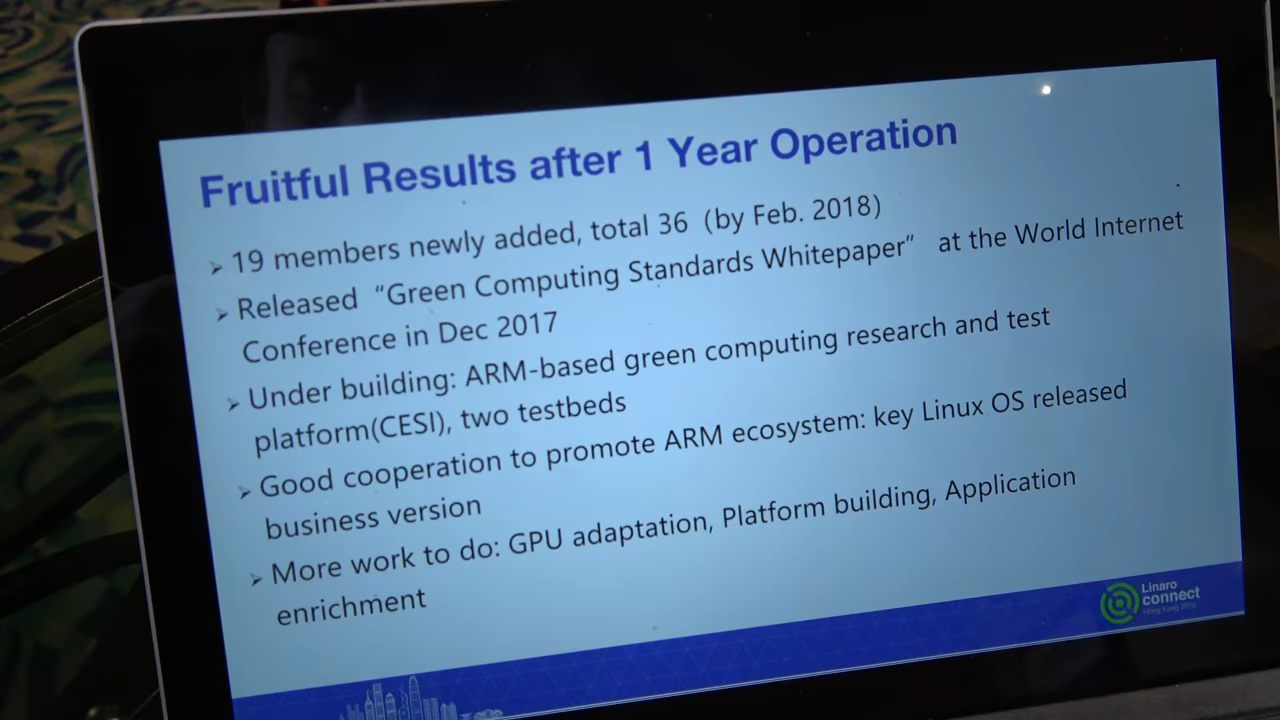 Fruitful Results after 1 Year Operation
➢ 19 members newly added, total 36 (by Feb. 2018)
➢ Released “Green Computing Standards Whitepaper” at the World Internet
Conference in Dec 2017
➢ Under building: ARM-based green computing research and test
platform(CESI), two testbeds
➢ Good cooperation to promote ARM ecosystem: key Linux OS released
business version
➢ More work to do: GPU adaptation, Platform building, Application
enrichment
Linaro
connect
Hong Kong 2018